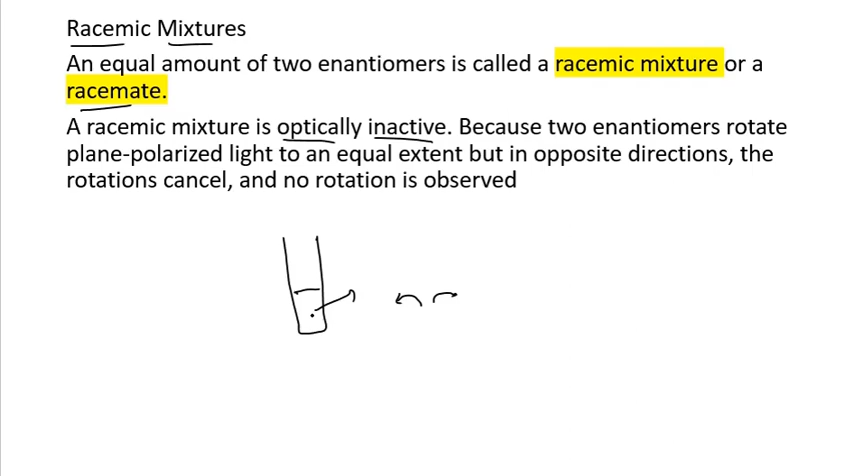 Racemic Mixtures
An equal amount of two enantiomers is called a racemic mixture or a
racemate.
A racemic mixture is optically inactive. Because two enantiomers rotate
plane-polarized light to an equal extent but in opposite directions, the
rotations cancel, and no rotation is observed